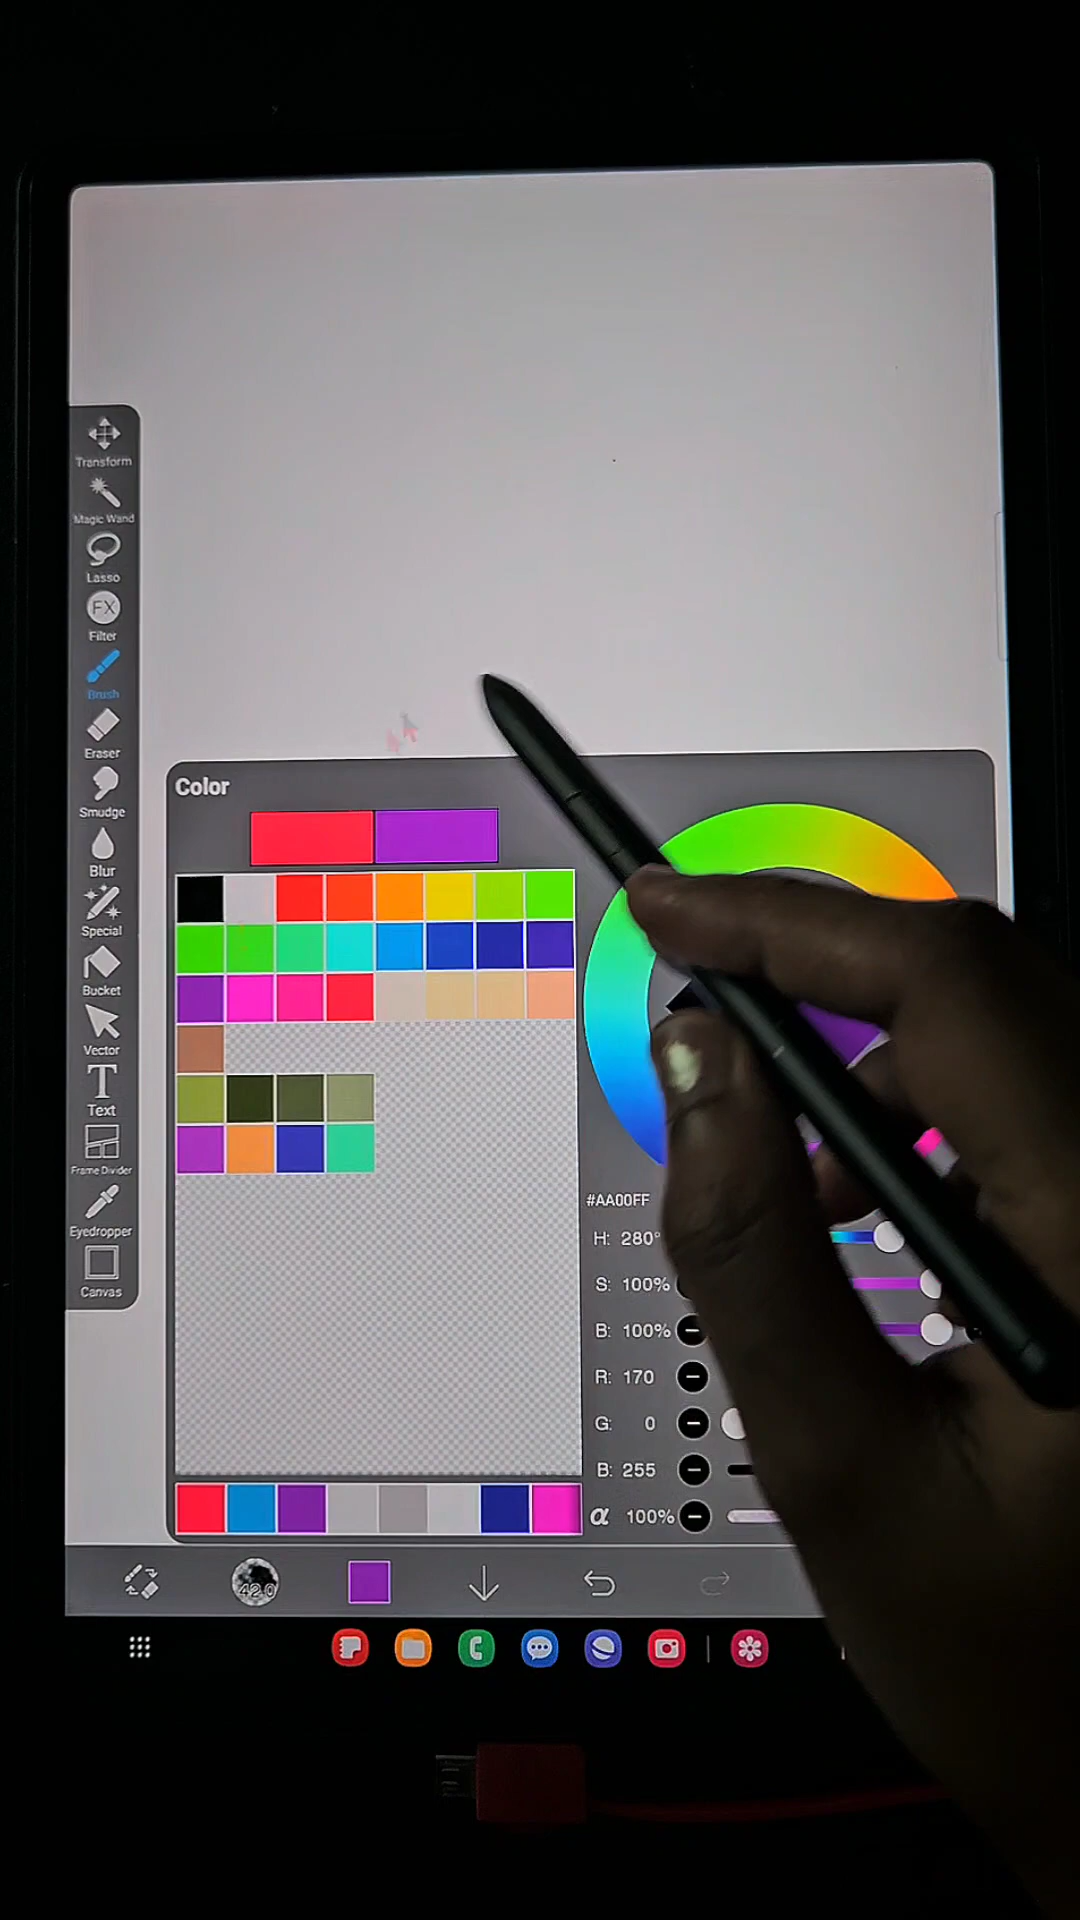 Transform
Magic Wand
Lasso
FX
Filter
Brush
Eraser
Color
Smudge
Blur
Special
Bucket
Vector
T
Text
Frame Divider
Eyedropper
Canvas
#AA00FF
H: 280°
S: 100%
B: 100%
R: 170
G: 0
B: 255
α 100%
42.0